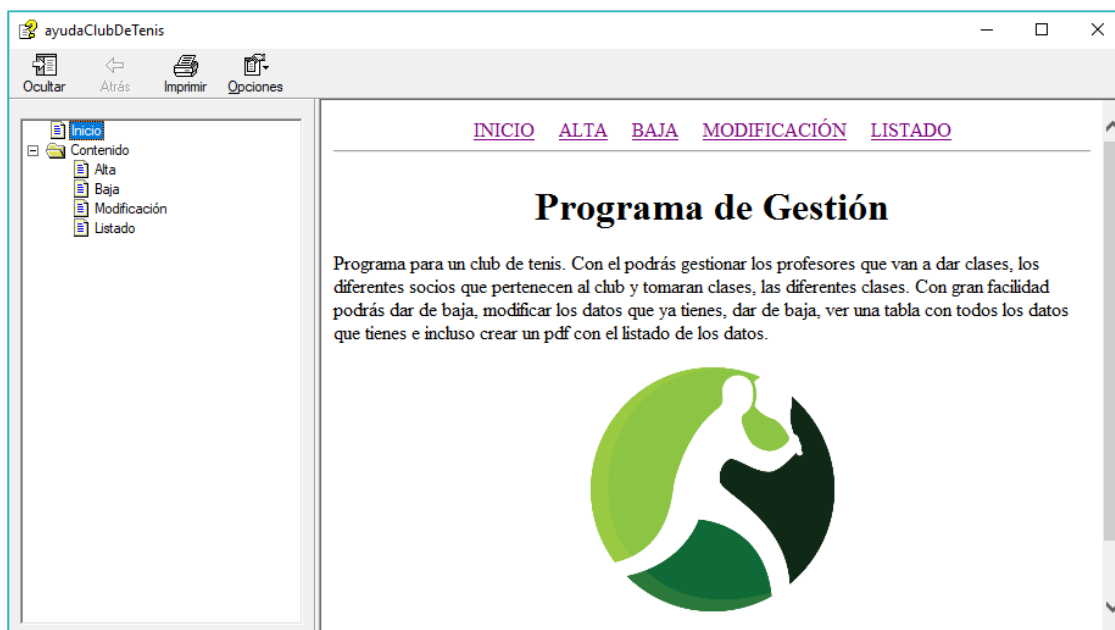 ayudaClubDeTenis
Ocultar Atrás Imprimir Opciones
Inicio
Contenido
Alta
Baja
Modificación
Listado
INICIO ALTA BAJA MODIFICACIÓN LISTADO
Programa de Gestión
Programa para un club de tenis. Con el podrás gestionar los profesores que van a dar clases, los
diferentes socios que pertenecen al club y tomaran clases, las diferentes clases. Con gran facilidad
podrás dar de baja, modificar los datos que ya tienes, dar de baja, ver una tabla con todos los datos
que tienes e incluso crear un pdf con el listado de los datos.